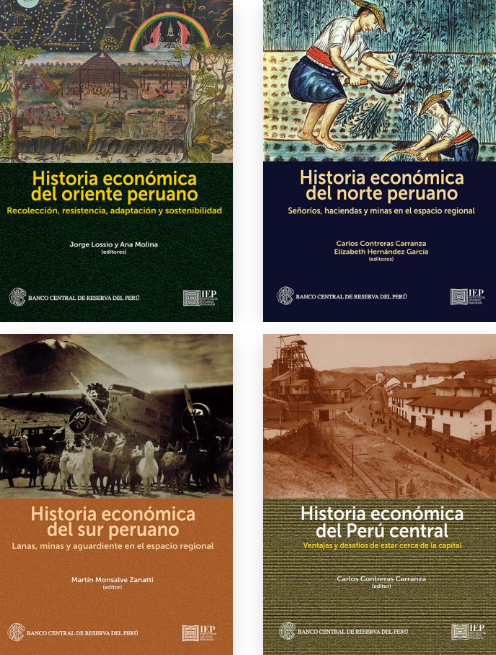 Historia económica
del oriente peruano
Recolección, resistencia, adaptación y sostenibilidad
Jorge Lossio y Ana Molina
(editores)
BANCO CENTRAL DE RESERVA DEL PERÚ
IEP
Historia económica
del norte peruano
Señoríos, haciendas y minas en el espacio regional
Carlos Contreras Carranza
Elizabeth Hernández García
(editores)
BANCO CENTRAL DE RESERVA DEL PERÚ
IEP
Historia económica
del sur peruano
Lanas, minas y aguardiente en el espacio regional
Martín Monsalve Zanatti
(editor)
BANCO CENTRAL DE RESERVA DEL PERÚ
IEP
Historia económica
del Perú central
Ventajas y desafíos de estar cerca de la capital
Carlos Contreras Carranza
(editor)
BANCO CENTRAL DE RESERVA DEL PERÚ
IEP